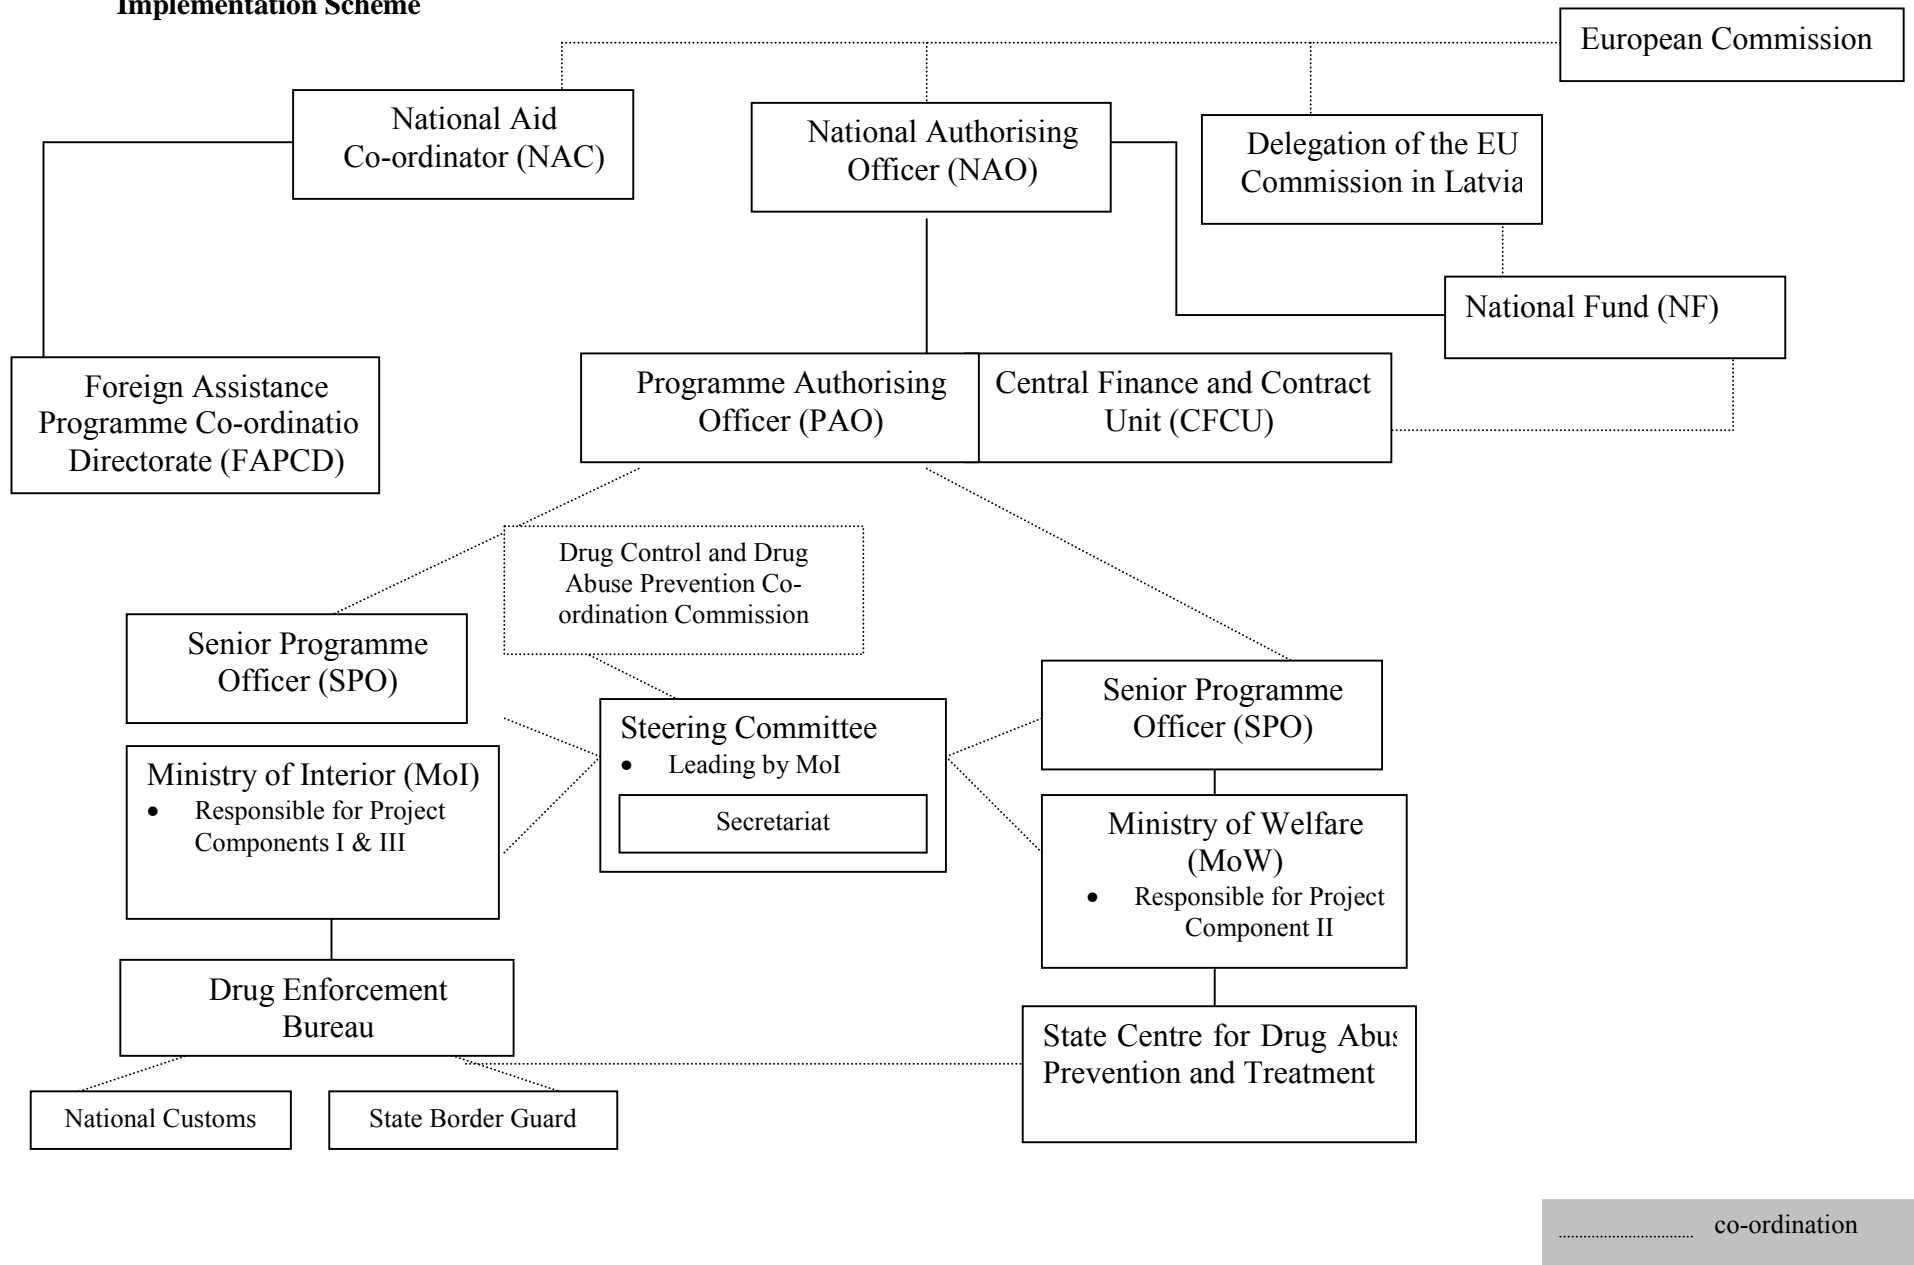 Implementation Scheme
European Commission
National Aid
Co-ordinator (NAC)
National Authorising
Officer (NAO)
Delegation of the EU
Commission in Latvia
National Fund (NF)
Foreign Assistance
Programme Co-ordinatio
Directorate (FAPCD)
Programme Authorising
Officer (PAO)
Central Finance and Contract
Unit (CFCU)
Drug Control and Drug
Abuse Prevention Co-
ordination Commission
Senior Programme
Officer (SPO)
Senior Programme
Officer (SPO)
Steering Committee
• Leading by MoI
Secretariat
Ministry of Interior (MoI)
• Responsible for Project
Components I & III
Ministry of Welfare
(MoW)
• Responsible for Project
Component II
Drug Enforcement
Bureau
State Centre for Drug Abus
Prevention and Treatment
National Customs
State Border Guard
co-ordination